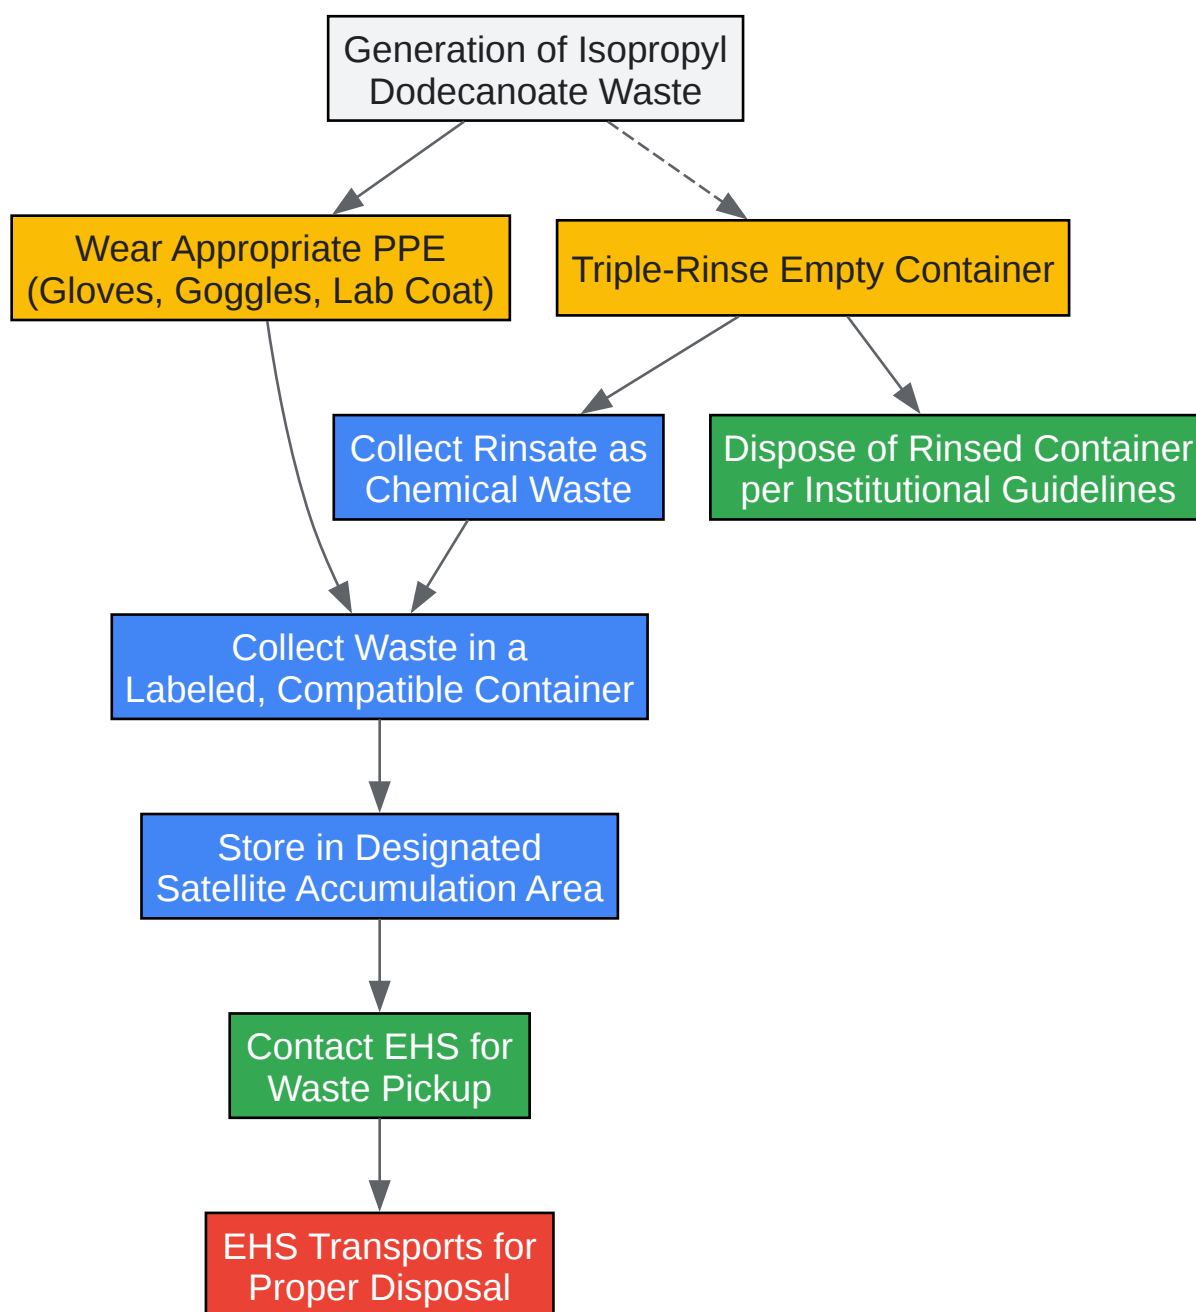 Generation of Isopropyl
Dodecanoate Waste
Wear Appropriate PPE
(Gloves, Goggles, Lab Coat)
Triple-Rinse Empty Container
Collect Rinsate as
Chemical Waste
Dispose of Rinsed Container
per Institutional Guidelines
Collect Waste in a
Labeled, Compatible Container
Store in Designated
Satellite Accumulation Area
Contact EHS for
Waste Pickup
EHS Transports for
Proper Disposal